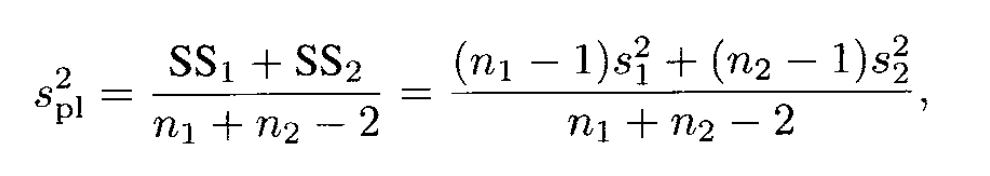 s²_pl = (SS₁ + SS₂) / (n₁ + n₂ − 2) = ((n₁ − 1)s₁² + (n₂ − 1)s₂²) / (n₁ + n₂ − 2),